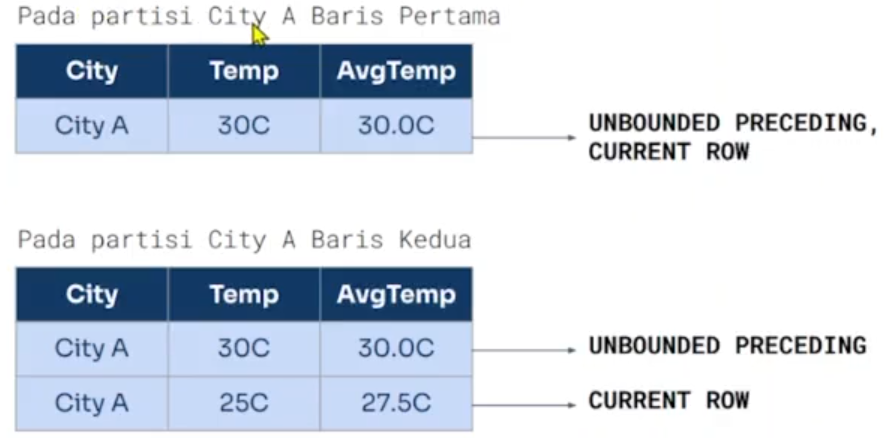 Pada partisi City A Baris Pertama
City Temp AvgTemp
City A 30C 30.0C
UNBOUNDED PRECEDING,
CURRENT ROW
Pada partisi City A Baris Kedua
City Temp AvgTemp
City A 30C 30.0C UNBOUNDED PRECEDING
City A 25C 27.5C CURRENT ROW